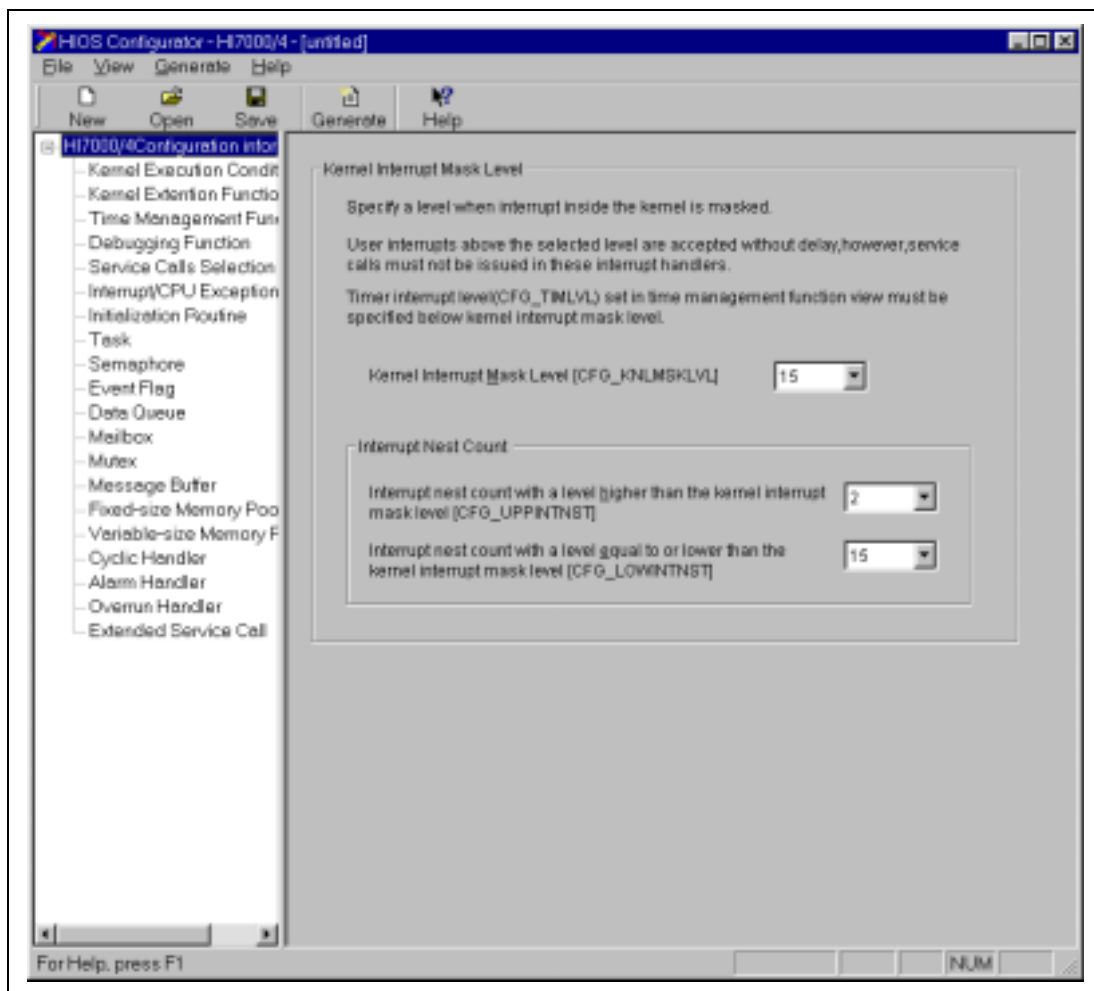 HIOS Configurator - HI7000/4 - [untitled]
File View Generate Help
New Open Save Generate Help
HI7000/4Configuration infor
Kernel Execution Condit
Kernel Extention Functio
Time Management Fun
Debugging Function
Service Calls Selection
Interrupt/CPU Exception
Initialization Routine
Task
Semaphore
Event Flag
Data Queue
Mailbox
Mutex
Message Buffer
Fixed-size Memory Poo
Variable-size Memory P
Cyclic Handler
Alarm Handler
Overrun Handler
Extended Service Call
Kernel Interrupt Mask Level
Specify a level when interrupt inside the kernel is masked.
User interrupts above the selected level are accepted without delay,however,service
calls must not be issued in these interrupt handlers.
Timer interrupt level(CFG_TIMLVL) set in time management function view must be
specified below kernel interrupt mask level.
Kernel Interrupt Mask Level [CFG_KNLMSKLVL] 15
Interrupt Nest Count
Interrupt nest count with a level higher than the kernel interrupt 2
mask level [CFG_UPPINTNST]
Interrupt nest count with a level equal to or lower than the 15
kernel interrupt mask level [CFG_LOWINTNST]
For Help, press F1 NUM